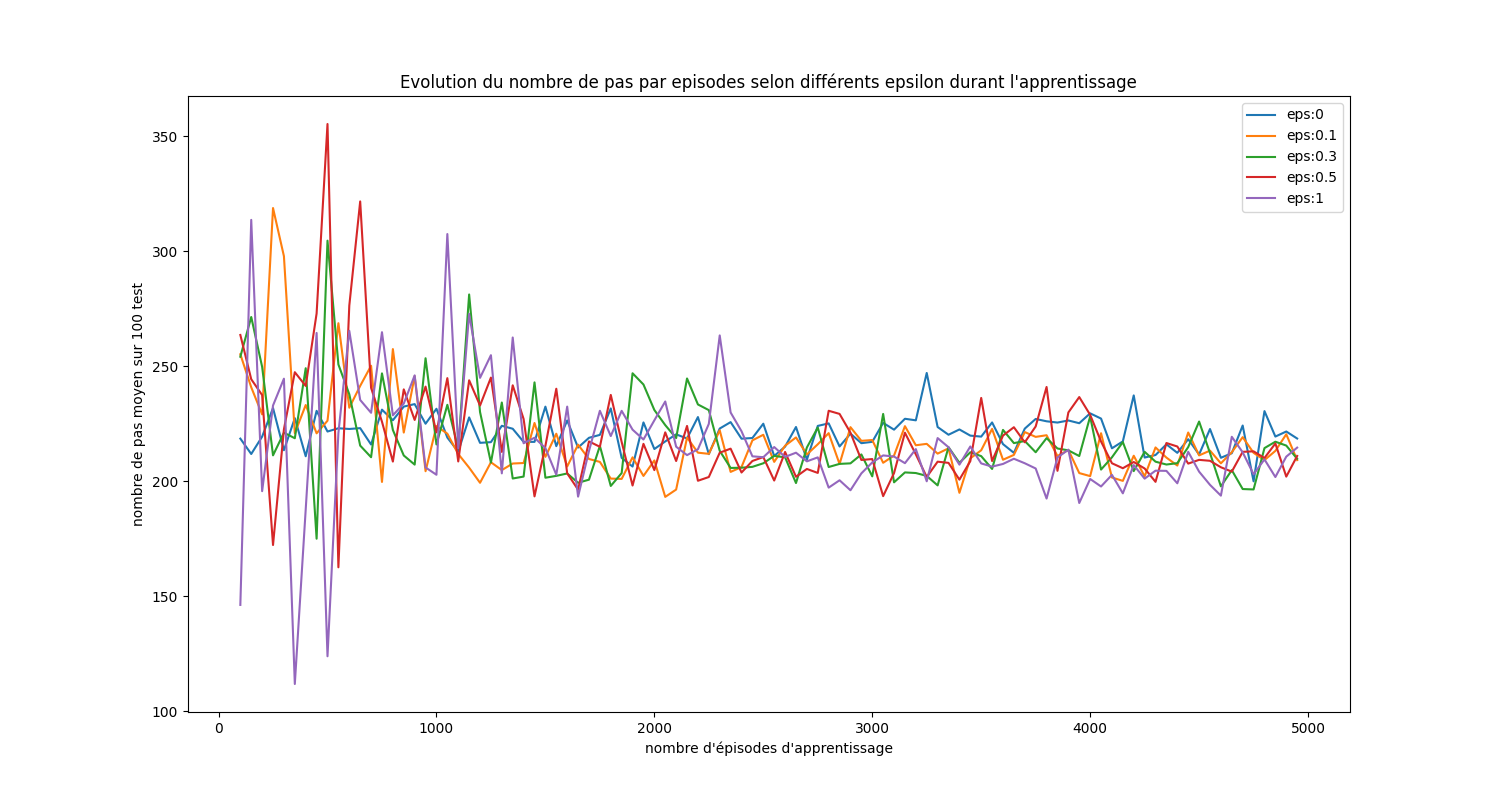 Evolution du nombre de pas par episodes selon différents epsilon durant l'apprentissage
350
300
250
200
150
100
nombre de pas moyen sur 100 test
eps:0
eps:0.1
eps:0.3
eps:0.5
eps:1
0 1000 2000 3000 4000 5000
nombre d'épisodes d'apprentissage